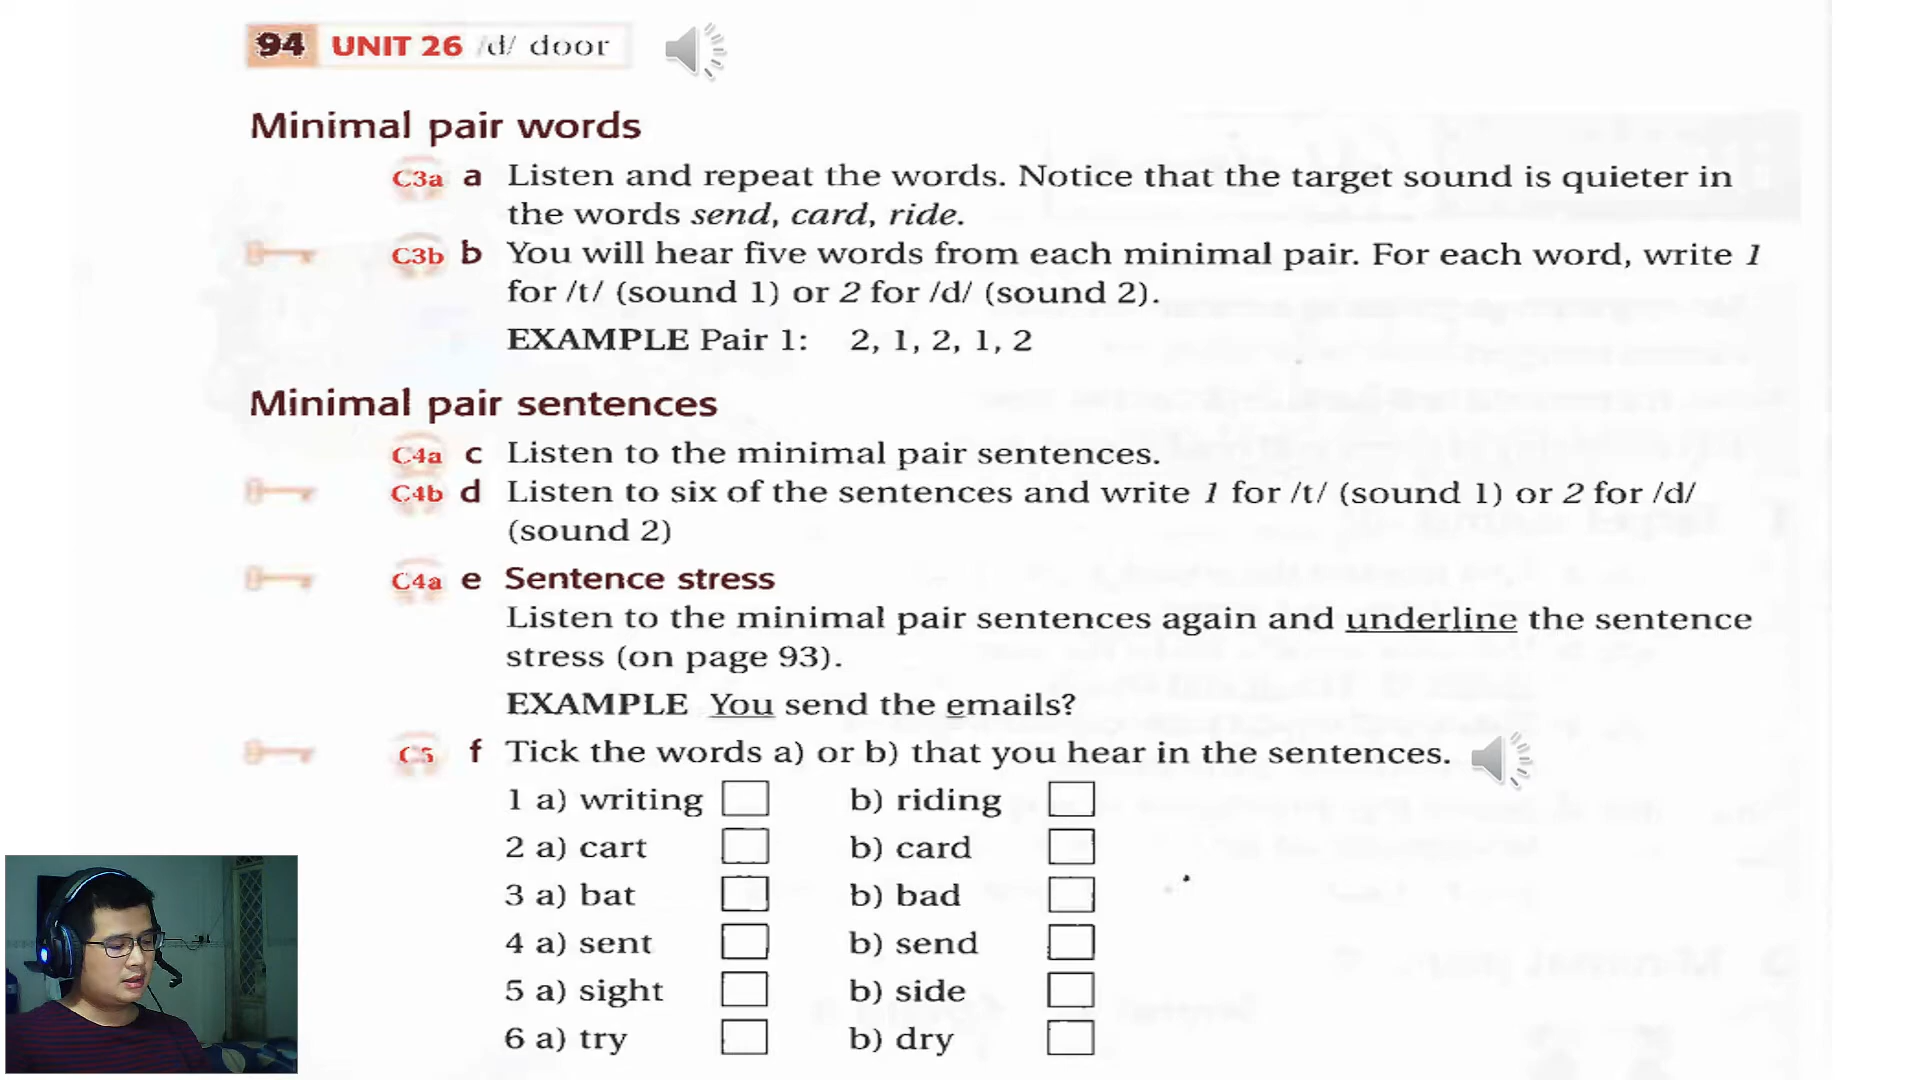 94 UNIT 26 /d/ door
Minimal pair words
C3a a Listen and repeat the words. Notice that the target sound is quieter in
the words send, card, ride.
C3b b You will hear five words from each minimal pair. For each word, write 1
for /t/ (sound 1) or 2 for /d/ (sound 2).
EXAMPLE Pair 1: 2, 1, 2, 1, 2
Minimal pair sentences
C4a c Listen to the minimal pair sentences.
C4b d Listen to six of the sentences and write 1 for /t/ (sound 1) or 2 for /d/
(sound 2)
C4a e Sentence stress
Listen to the minimal pair sentences again and underline the sentence
stress (on page 93).
EXAMPLE You send the emails?
C5 f Tick the words a) or b) that you hear in the sentences.
1 a) writing b) riding
2 a) cart b) card
3 a) bat b) bad
4 a) sent b) send
5 a) sight b) side
6 a) try b) dry